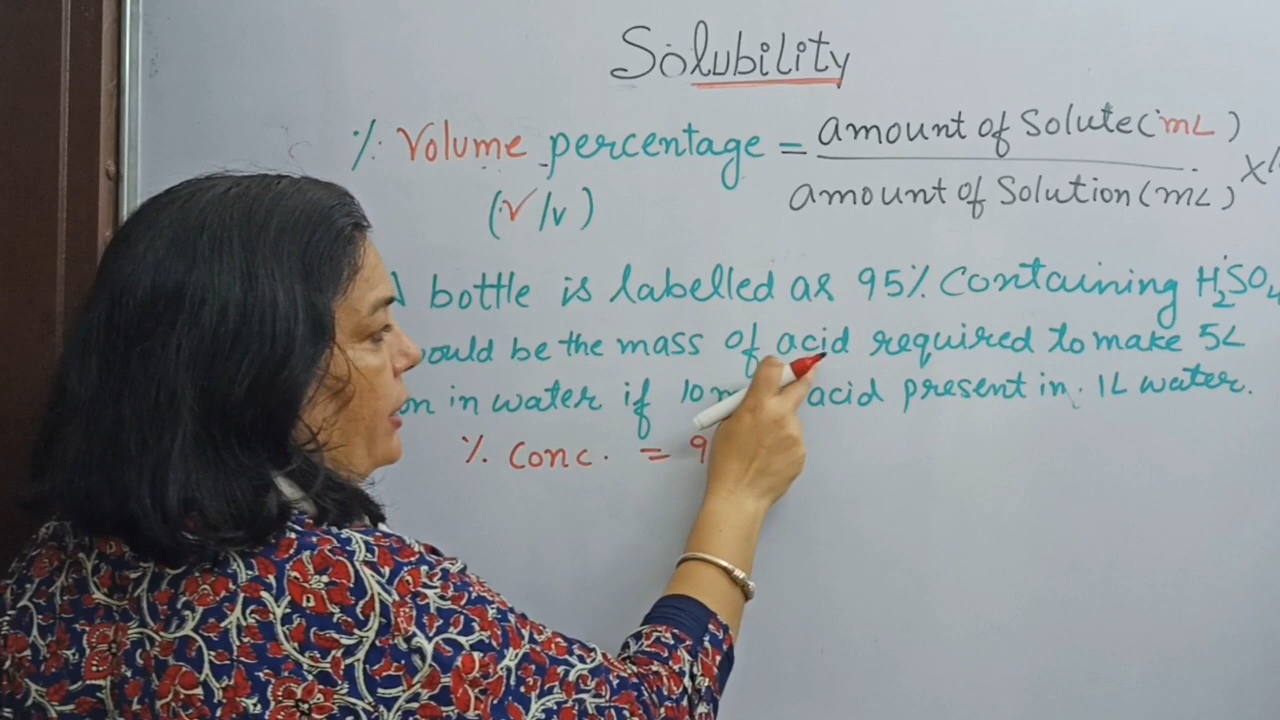 Solubility
% Volume percentage = amount of Solute (mL) / amount of Solution (mL) X
(V/V)
A bottle is labelled as 95% Containing H2SO4
would be the mass of acid required to make 5L
in water if 10 acid present in 1L water.
% Conc. = 9